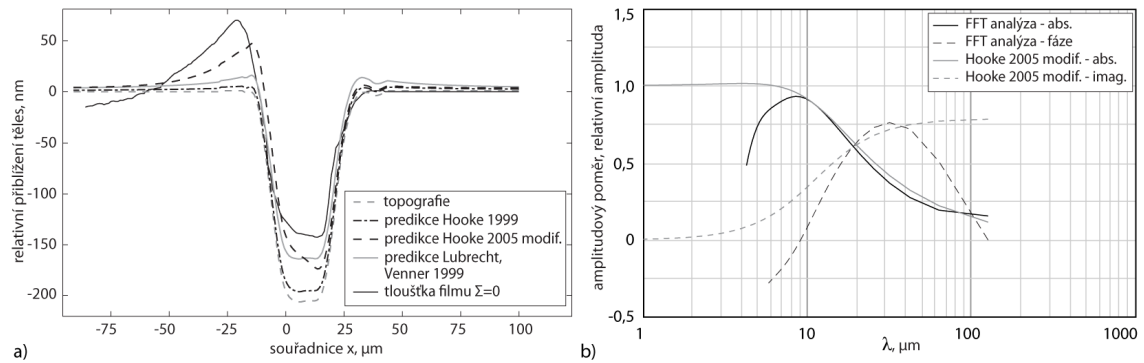 relativní přiblížení těles, nm
50
0
-50
-100
-150
-200
-75
-50
-25
0
25
50
75
100
souřadnice x, μm
topografie
predikce Hooke 1999
predikce Hooke 2005 modif.
predikce Lubrecht,
Venner 1999
tloušťka filmu Σ=0
a)
amplitudový poměr, relativní amplituda
1,5
1,0
0,5
0
-0,5
1
10
100
1000
λ, μm
FFT analýza - abs.
FFT analýza - fáze
Hooke 2005 modif. - abs.
Hooke 2005 modif. - imag.
b)